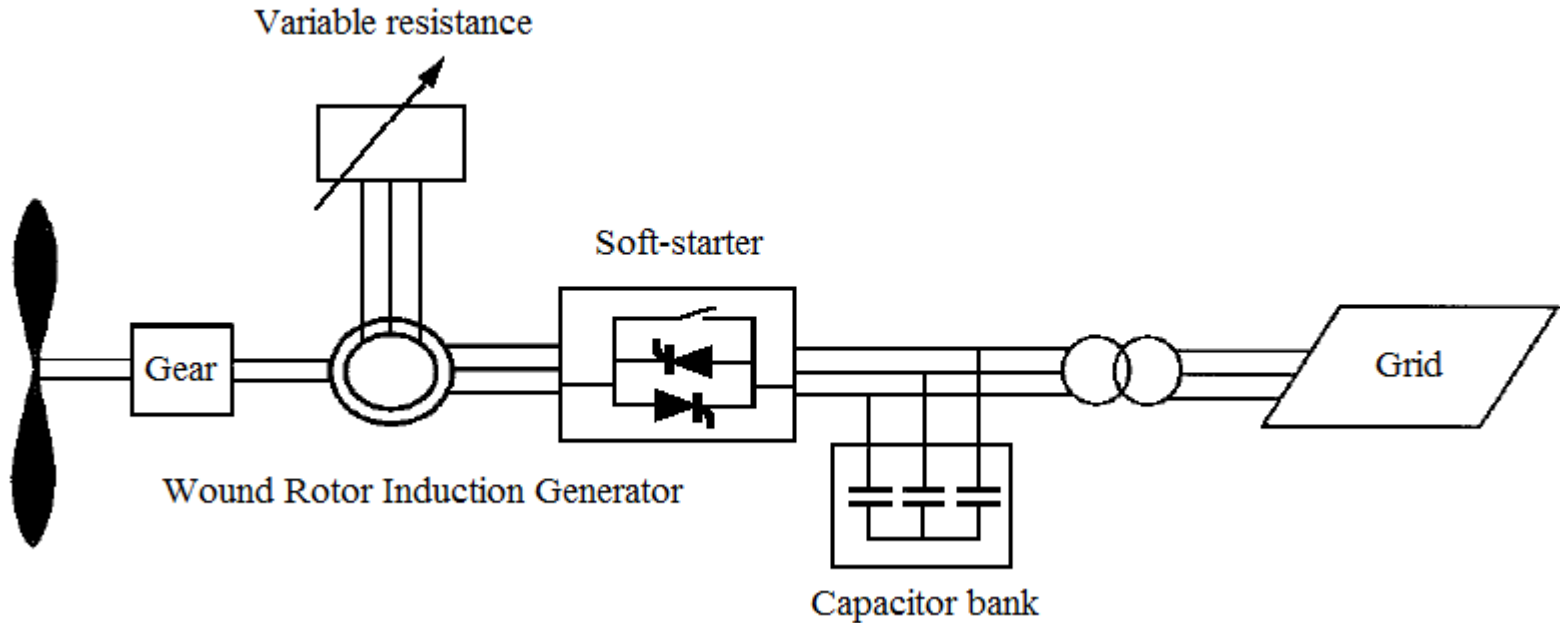 Variable resistance
Soft-starter
Gear
Grid
Wound Rotor Induction Generator
Capacitor bank